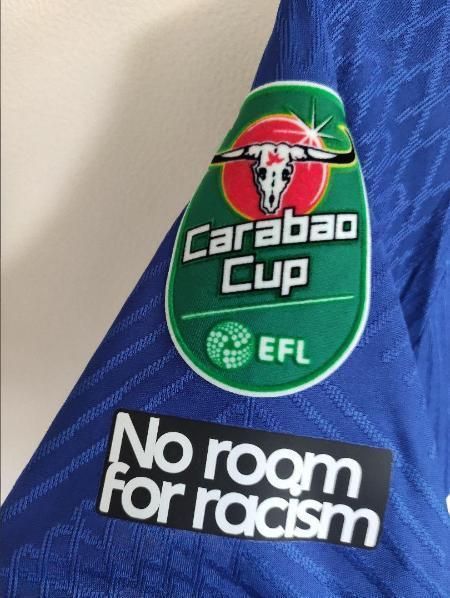 Carabao
Cup
EFL
No room
for racism